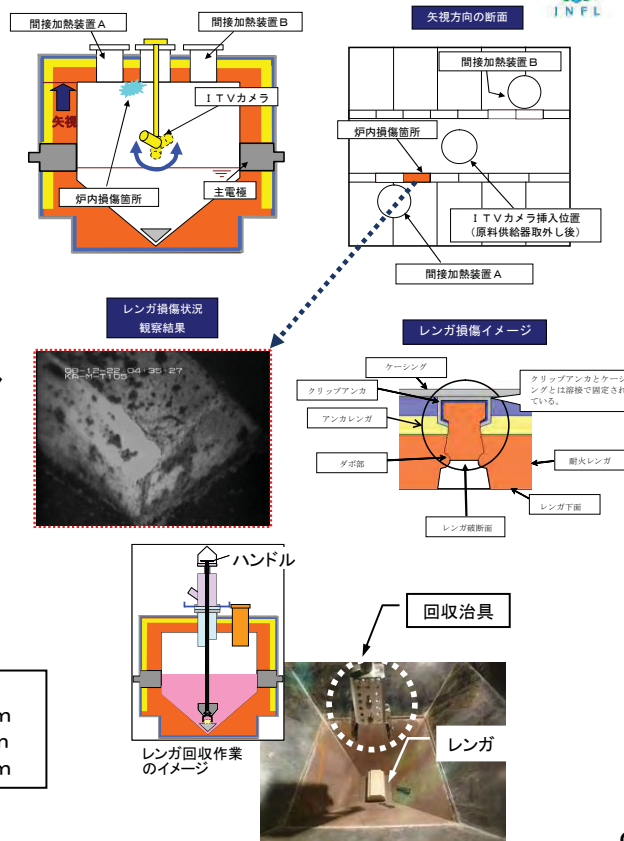 INFL
間接加熱装置A
間接加熱装置B
矢視
ITVカメラ
炉内損傷箇所
主電極
矢視方向の断面
間接加熱装置B
炉内損傷箇所
ITVカメラ挿入位置
(原料供給器取外し後)
間接加熱装置A
レンガ損傷状況
観察結果
08-12-22 04:35:27
KA-M-T105
レンガ損傷イメージ
ケーシング
クリップアンカ
アンカレンガ
ダボ部
レンガ破断面
クリップアンカとケーシ
ングとは溶接で固定され
ている。
耐火レンガ
レンガ下面
ハンドル
レンガ回収作業
のイメージ
回収治具
レンガ
m
m
m